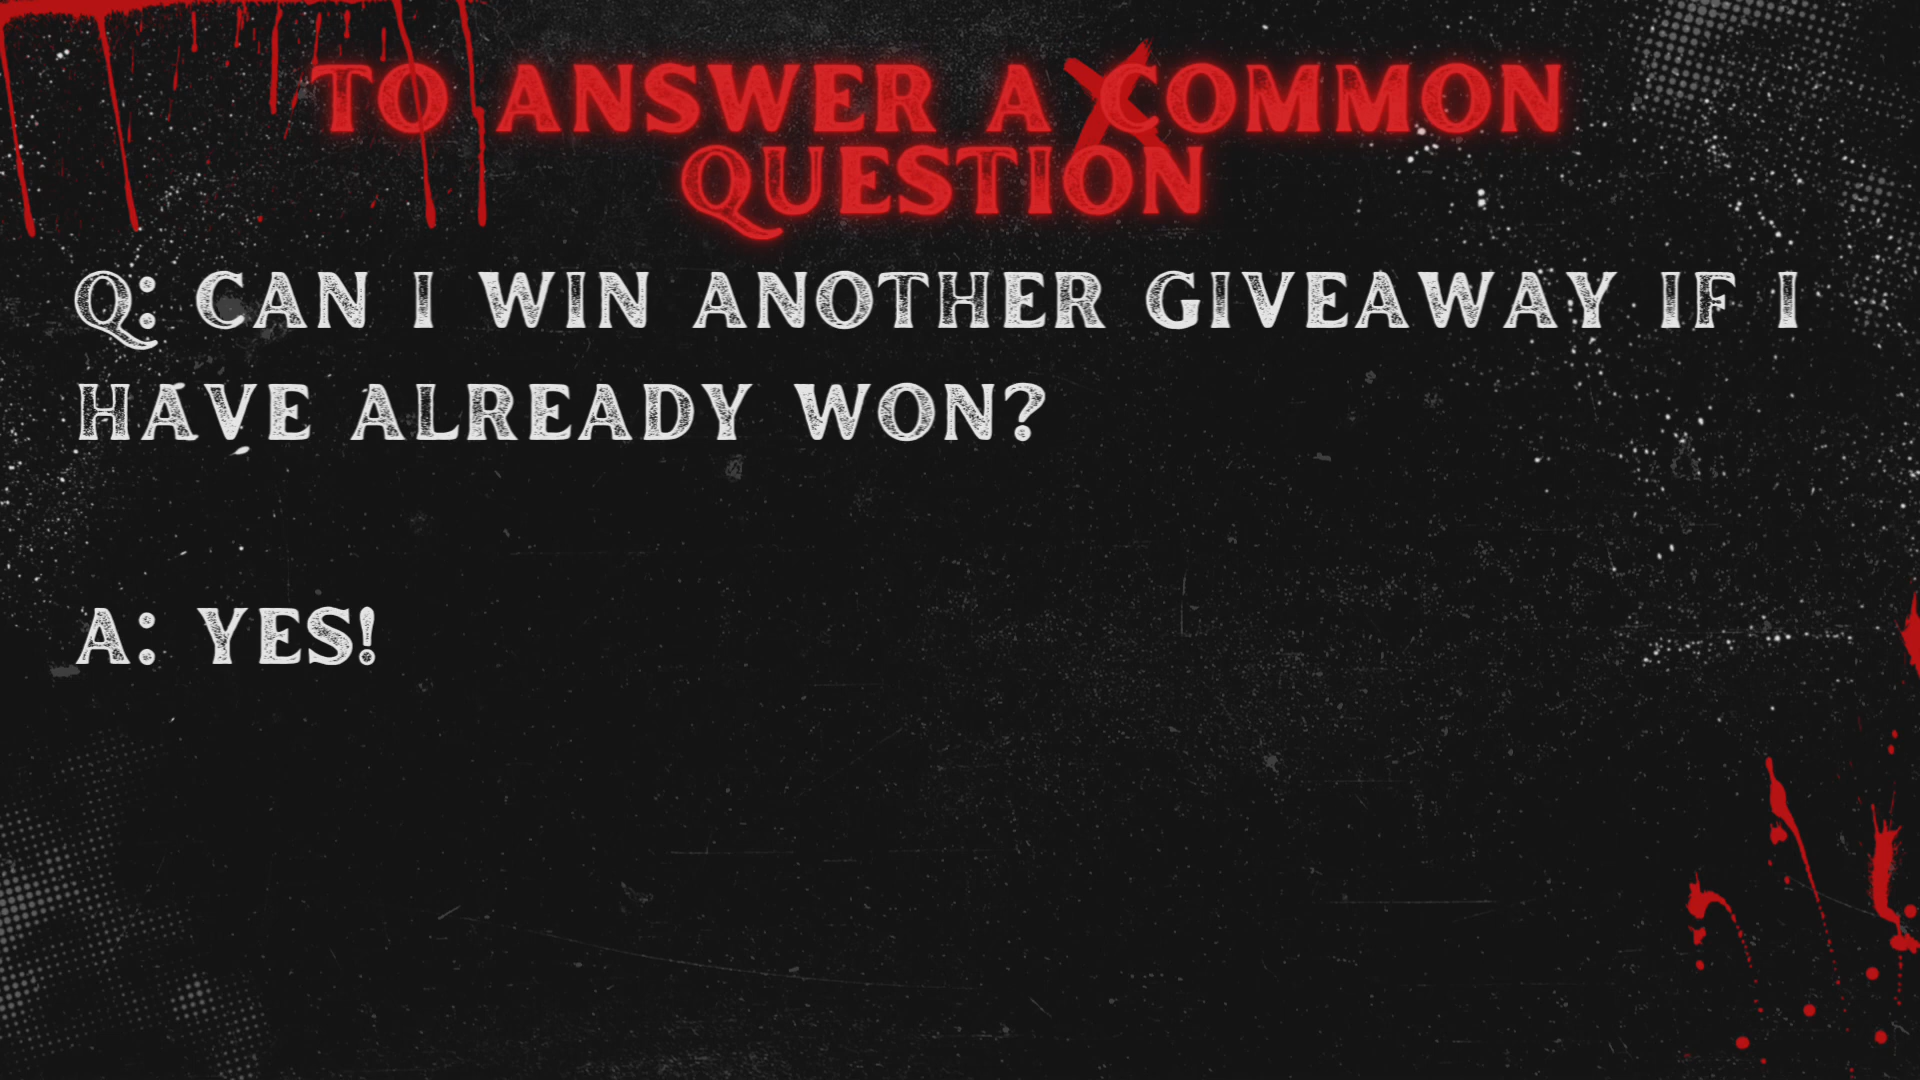 TO ANSWER A COMMON
QUESTION
Q: CAN I WIN ANOTHER GIVEAWAY IF I
HAVE ALREADY WON?
A: YES!